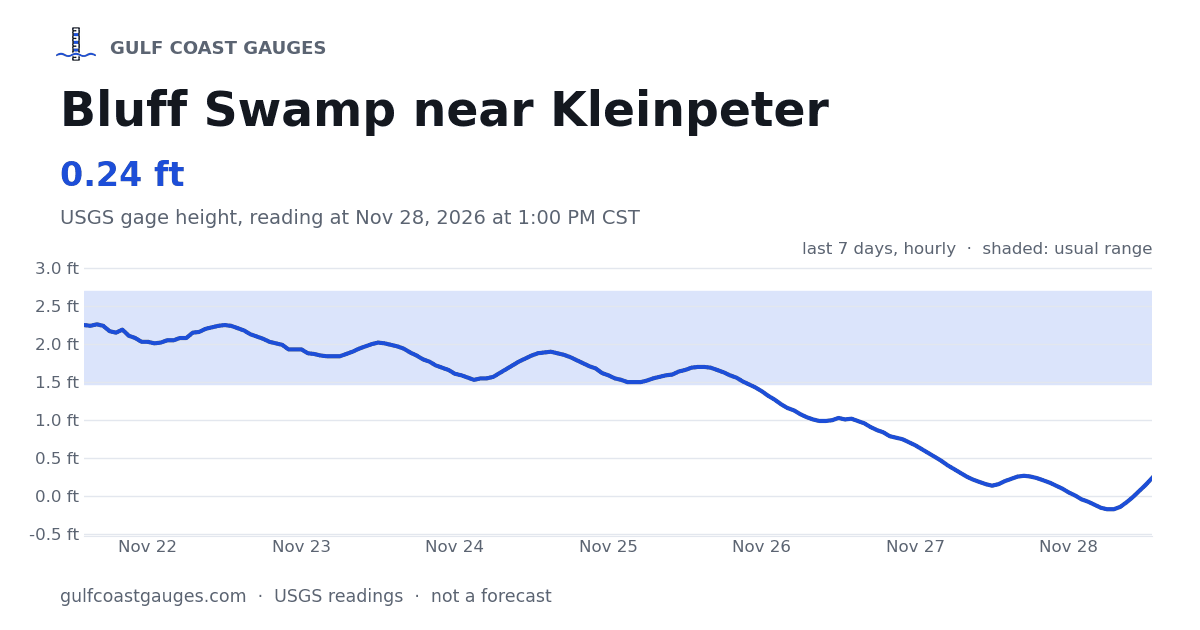 GULF COAST GAUGES
Bluff Swamp near Kleinpeter
0.24 ft
USGS gage height, reading at Nov 28, 2026 at 1:00 PM CST
last 7 days, hourly · shaded: usual range
3.0 ft
2.5 ft
2.0 ft
1.5 ft
1.0 ft
0.5 ft
0.0 ft
-0.5 ft
Nov 22 Nov 23 Nov 24 Nov 25 Nov 26 Nov 27 Nov 28
gulfcoastgauges.com · USGS readings · not a forecast